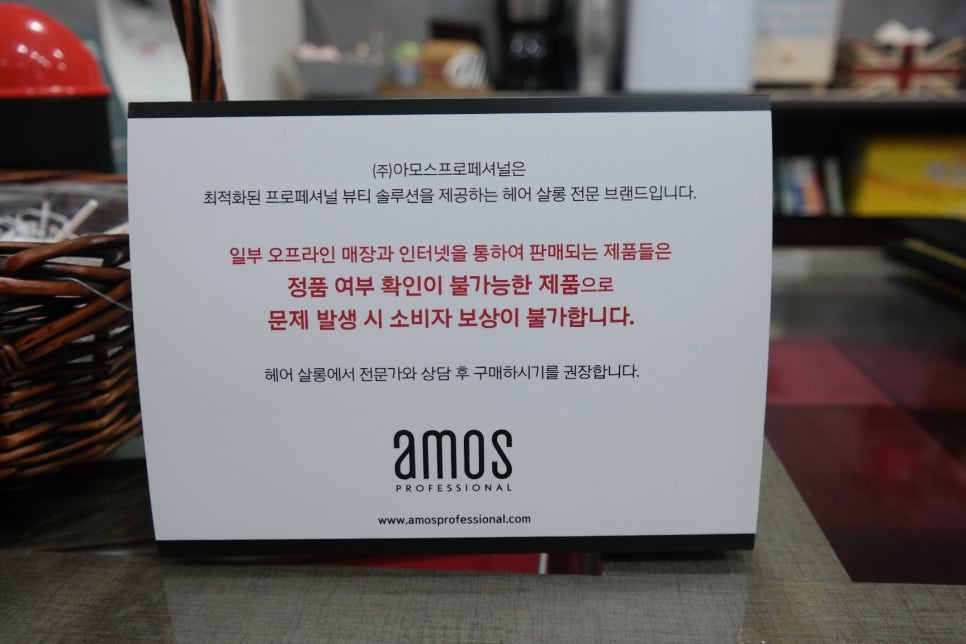 (주)아모스프로페셔널은
최적화된 프로페셔널 뷰티 솔루션을 제공하는 헤어 살롱 전문 브랜드입니다.
일부 오프라인 매장과 인터넷을 통하여 판매되는 제품들은
정품 여부 확인이 불가능한 제품으로
문제 발생 시 소비자 보상이 불가합니다.
헤어 살롱에서 전문가와 상담 후 구매하시기를 권장합니다.
amos
PROFESSIONAL
www.amosprofessional.com